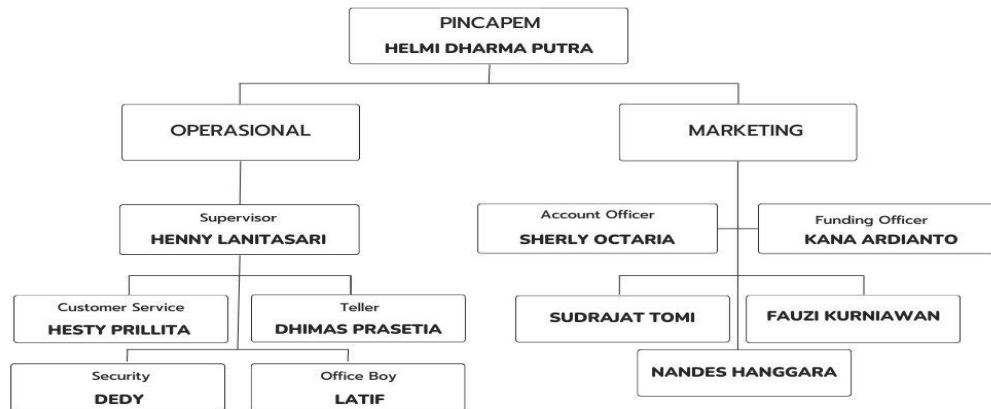 PINCAPEM
HELMI DHARMA PUTRA
OPERASIONAL
MARKETING
Supervisor
HENNY LANITASARI
Account Officer
SHERLY OCTARIA
Funding Officer
KANA ARDIANTO
Customer Service
HESTY PRILLITA
Teller
DHIMAS PRASETIA
SUDRAJAT TOMI
FAUZI KURNIAWAN
Security
DEDY
Office Boy
LATIF
NANDES HANGGARA